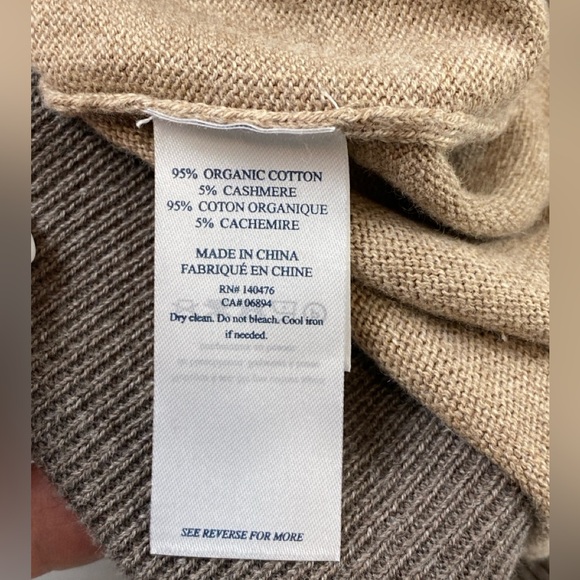 95% ORGANIC COTTON
5% CASHMERE
95% COTON ORGANIQUE
5% CACHEMIRE
MADE IN CHINA
FABRIQUÉ EN CHINE
RN# 140476
CA# 06894
Dry clean. Do not bleach. Cool iron
if needed.
SEE REVERSE FOR MORE